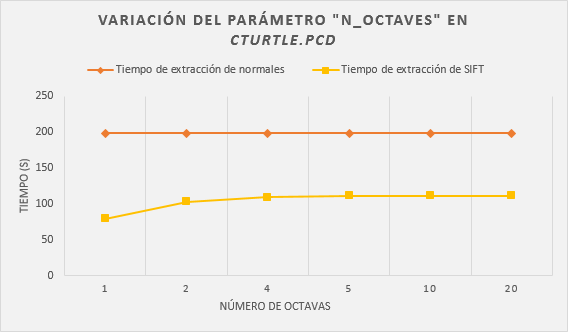 VARIACIÓN DEL PARÁMETRO "N_OCTAVES" EN
CTURTLE.PCD
Tiempo de extracción de normales
Tiempo de extracción de SIFT
250
200
150
100
50
0
TIEMPO (S)
1 2 4 5 10 20
NÚMERO DE OCTAVAS